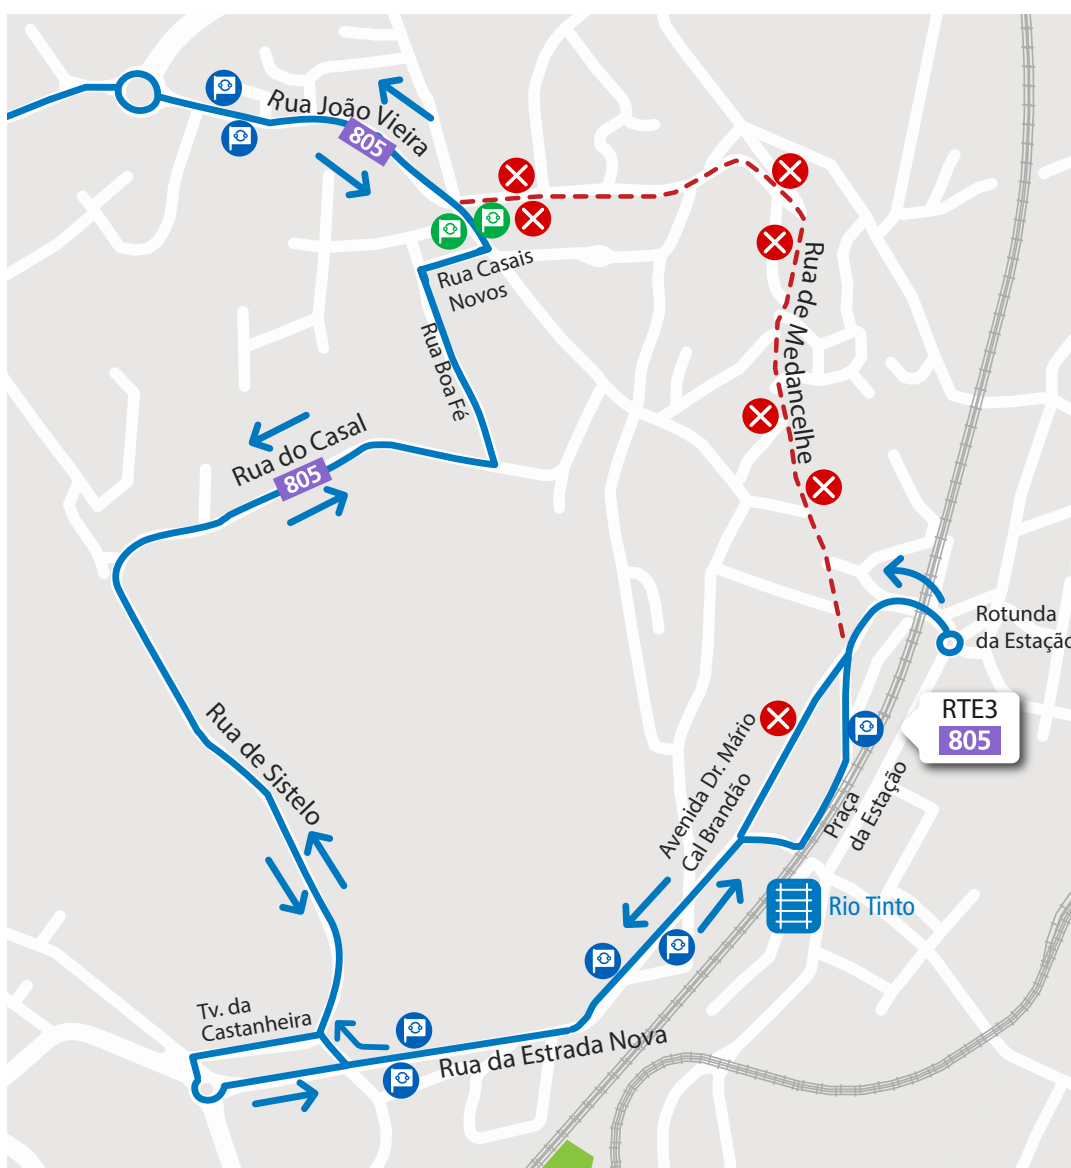 Rua João Vieira
805
Rua Casais
Novos
Rua Boa Fé
Rua de Medancelhe
Rua do Casal
805
Rotunda
da Estação
RTE3
805
Rua de Sistelo
Avenida Dr. Mário
Cal Brandão
Praça
da Estação
Rio Tinto
Tv. da
Castanheira
Rua da Estrada Nova